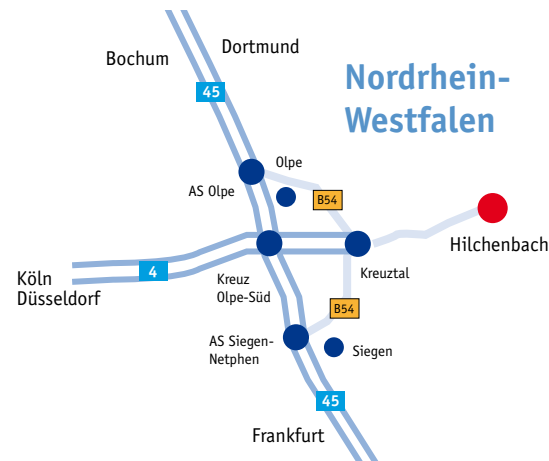 Dortmund
Bochum
Nordrhein-
Westfalen
45
Olpe
AS Olpe
B54
Hilchenbach
Köln
Düsseldorf
4
Kreuz
Olpe-Süd
Kreuztal
B54
AS Siegen-
Netphen
Siegen
45
Frankfurt